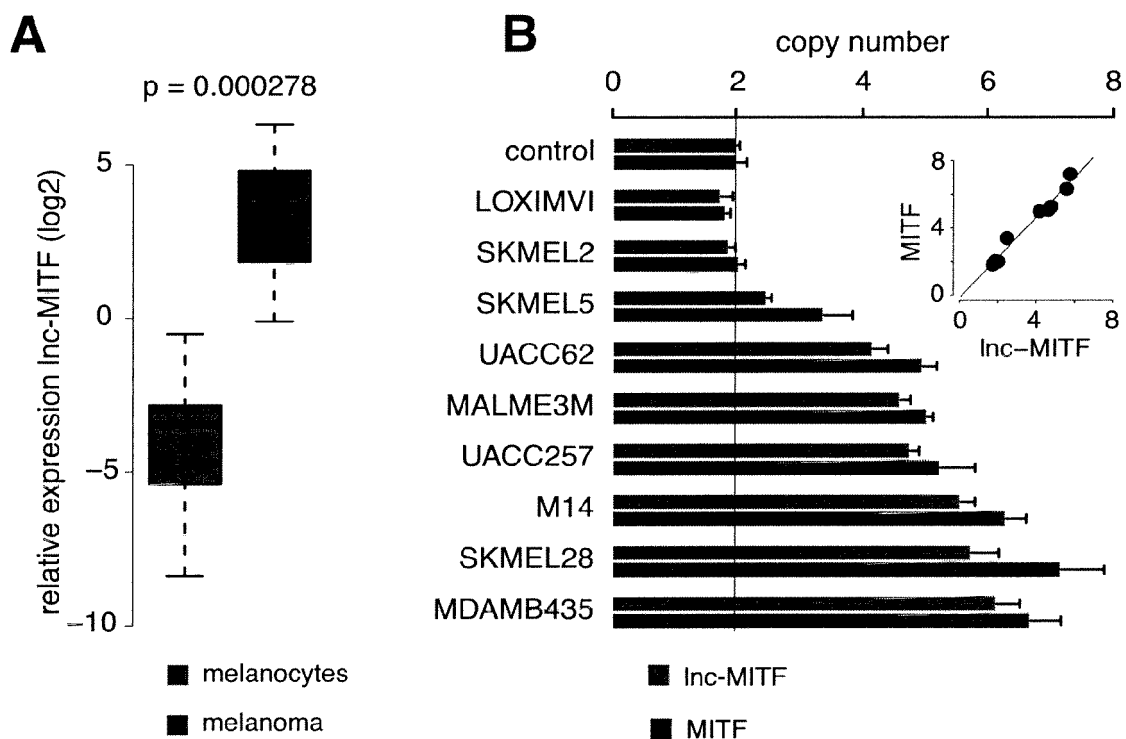 A
p = 0.000278
relative expression lnc-MITF (log2)
5
0
−5
−10
melanocytes
melanoma
B
copy number
0 2 4 6 8
control
LOXIMVI
SKMEL2
SKMEL5
UACC62
MALME3M
UACC257
M14
SKMEL28
MDAMB435
MITF
8
4
0
0 4 8
lnc−MITF
lnc-MITF
MITF